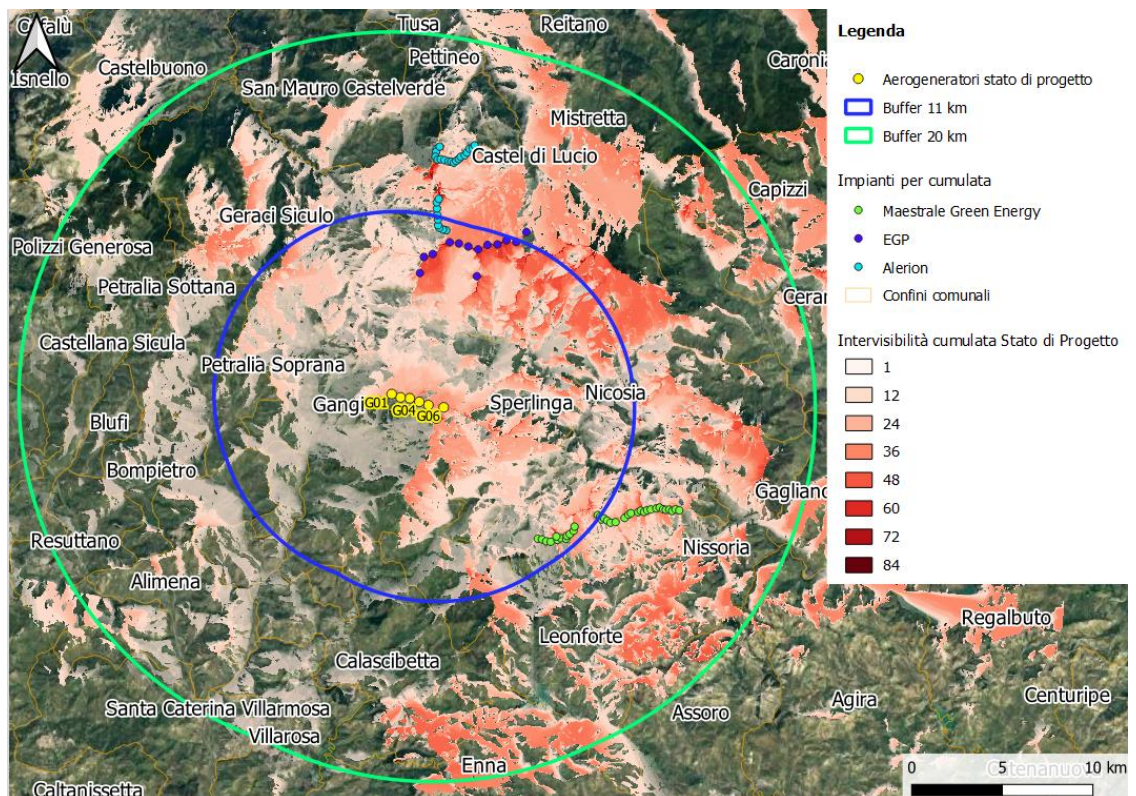 Cefalù
Tusa
Reitano
Isnello
Castelbuono
Pettineo
Caronia
San Mauro Castelverde
Mistretta
Castel di Lucio
Capizzi
Geraci Siculo
Polizzi Generosa
Petralia Sottana
Castellana Sicula
Petralia Soprana
Nicosia
Gangi
G01
G04
G06
Sperlinga
Blufi
Bompietro
Gagliano
Resuttano
Nissoria
Alimena
Regalbuto
Leonforte
Calascibetta
Agira
Centuripe
Santa Caterina Villarmosa
Assoro
Villarosa
Enna
Caltanissetta
Catenanuova
0 5 10 km
Legenda
Aerogeneratori stato di progetto
Buffer 11 km
Buffer 20 km
Impianti per cumulata
Maestrale Green Energy
EGP
Alerion
Confini comunali
Intervisibilità cumulata Stato di Progetto
1
12
24
36
48
60
72
84